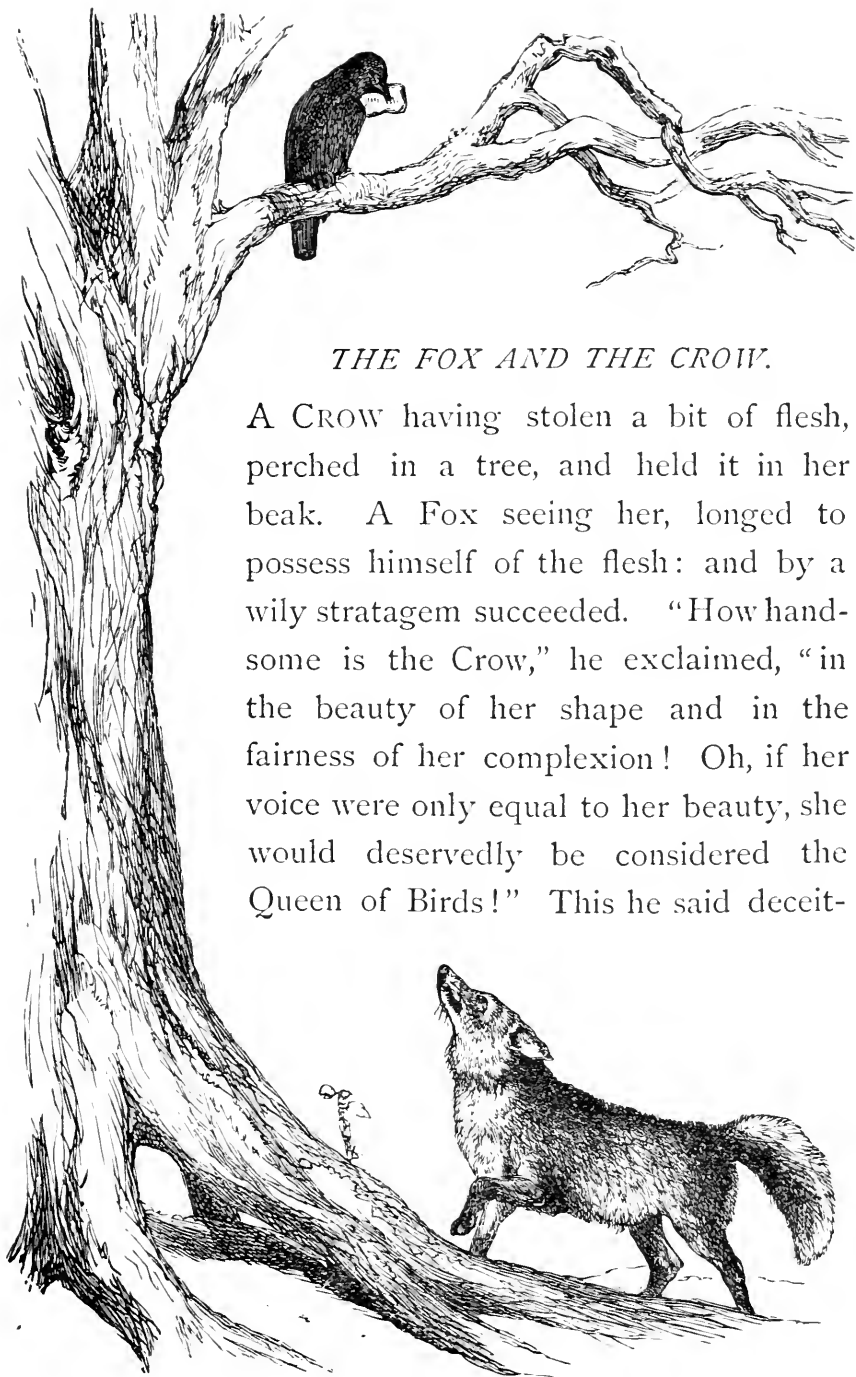 THE FOX AND THE CROW.
A CROW having stolen a bit of flesh,
perched in a tree, and held it in her
beak. A Fox seeing her, longed to
possess himself of the flesh: and by a
wily stratagem succeeded. "How hand-
some is the Crow," he exclaimed, "in
the beauty of her shape and in the
fairness of her complexion! Oh, if her
voice were only equal to her beauty, she
would deservedly be considered the
Queen of Birds!" This he said deceit-